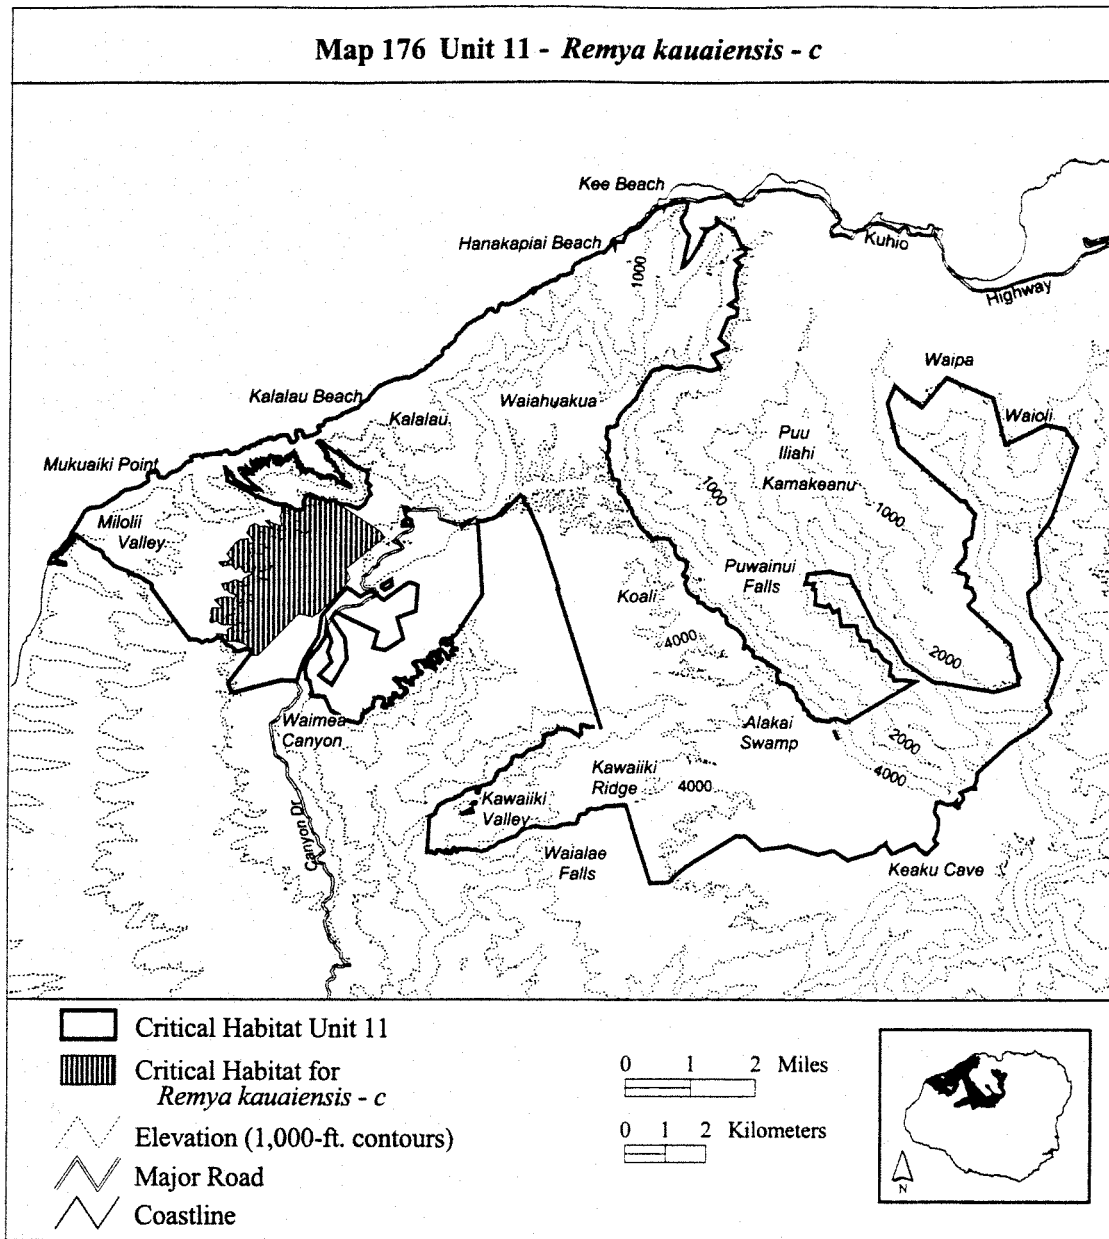 Map 176 Unit 11 - Remya kauaiensis - c
Kee Beach
Hanakapiai Beach
Kuhio
Highway
1000
Waipa
Waioli
Kalalau Beach
Kalalau
Waiahuakua
Puu
Iliahi
Kamakeanu
Mukuaiki Point
1000
1000
Milolii
Valley
Puwainui
Falls
Koali
4000
2000
Waimea
Canyon
Alakai
Swamp
2000
4000
Kawaiiki
Ridge
4000
Kawaiiki
Valley
Canyon Dr
Waialae
Falls
Keaku Cave
Critical Habitat Unit 11
Critical Habitat for
Remya kauaiensis - c
Elevation (1,000-ft. contours)
Major Road
Coastline
0 1 2 Miles
0 1 2 Kilometers
N